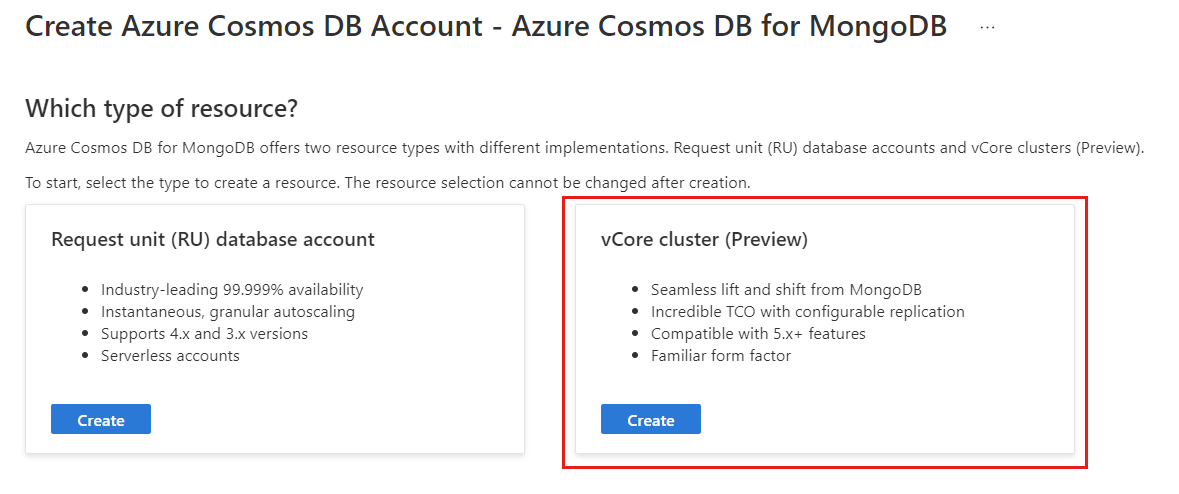 Create Azure Cosmos DB Account - Azure Cosmos DB for MongoDB ...
Which type of resource?
Azure Cosmos DB for MongoDB offers two resource types with different implementations. Request unit (RU) database accounts and vCore clusters (Preview).
To start, select the type to create a resource. The resource selection cannot be changed after creation.
Request unit (RU) database account
• Industry-leading 99.999% availability
• Instantaneous, granular autoscaling
• Supports 4.x and 3.x versions
• Serverless accounts
Create
vCore cluster (Preview)
• Seamless lift and shift from MongoDB
• Incredible TCO with configurable replication
• Compatible with 5.x+ features
• Familiar form factor
Create